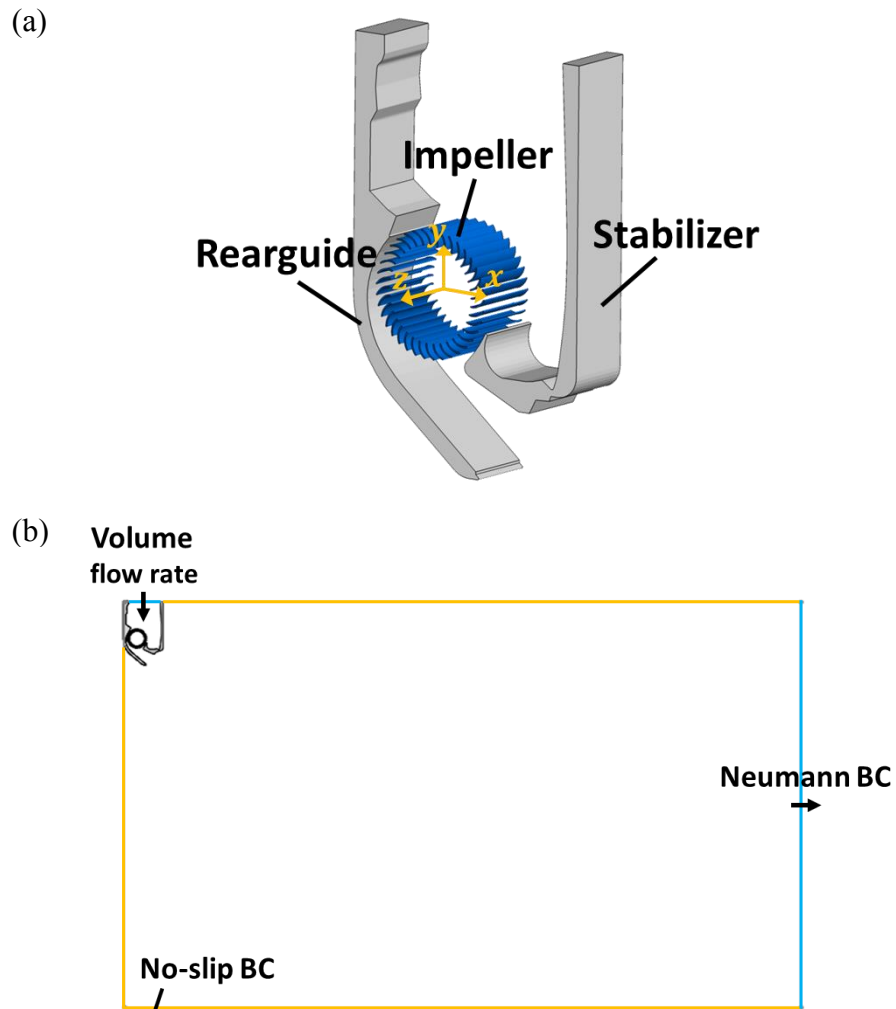 (a)
Impeller
Rearguide
Stabilizer
y
z
x
(b)
Volume
flow rate
Neumann BC
No-slip BC